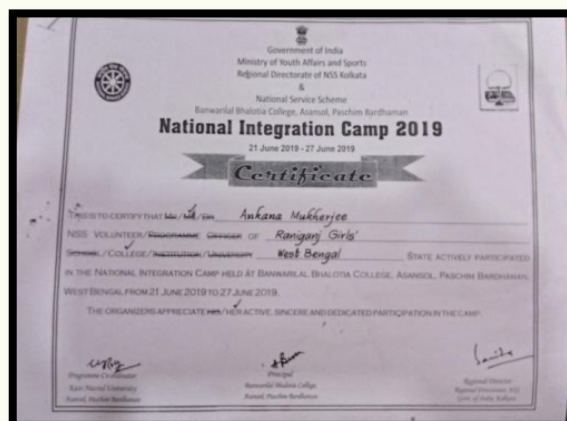 Government of India
Ministry of Youth Affairs and Sports
Regional Directorate of NSS Kolkata
&
National Service Scheme
Banwarilal Bhalotia College, Asansol, Paschim Bardhaman
National Integration Camp 2019
21 June 2019 - 27 June 2019
Certificate
THIS IS TO CERTIFY THAT Ankana Mukherjee
NSS VOLUNTEER/PROGRAMME OFFICER OF Raniganj Girls'
SCHOOL/COLLEGE/INSTITUTION/UNIVERSITY West Bengal STATE ACTIVELY PARTICIPATED
IN THE NATIONAL INTEGRATION CAMP HELD AT BANWARILAL BHALOTIA COLLEGE, ASANSOL, PASCHIM BARDHAMAN,
WEST BENGAL FROM 21 JUNE 2019 TO 27 JUNE 2019.
THE ORGANIZERS APPRECIATE HIS/HER ACTIVE, SINCERE AND DEDICATED PARTICIPATION IN THE CAMP.
Programme Co-ordinator
Kazi Nazrul University
Asansol, Paschim Bardhaman
Principal
Banwarilal Bhalotia College,
Asansol, Paschim Bardhaman
Regional Director
Regional Directorate, NSS
Govt. of India, Kolkata